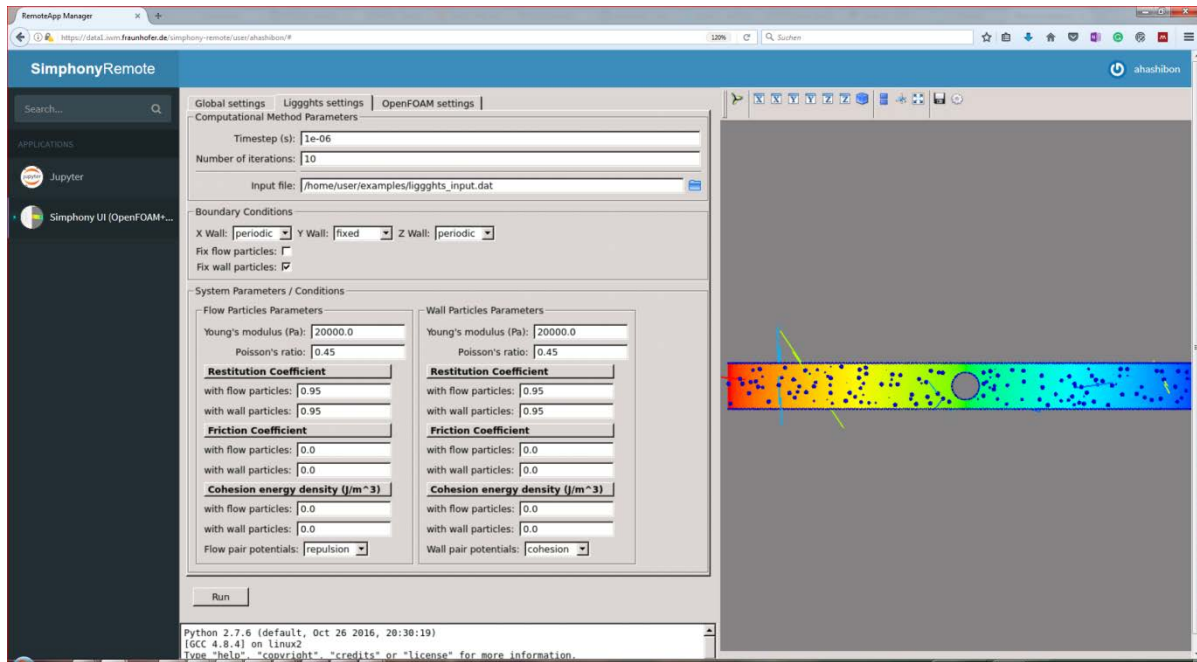 RemoteApp Manager
https://data1.iwm.fraunhofer.de/simphony-remote/user/ahashibon/#
120%
Suchen
SimphonyRemote
ahashibon
Search...
APPLICATIONS
Jupyter
Simphony UI (OpenFOAM+...
Global settings Liggghts settings OpenFOAM settings
Computational Method Parameters
Timestep (s): 1e-06
Number of iterations: 10
Input file: /home/user/examples/liggghts_input.dat
Boundary Conditions
X Wall: periodic Y Wall: fixed Z Wall: periodic
Fix flow particles:
Fix wall particles:
System Parameters / Conditions
Flow Particles Parameters
Young's modulus (Pa): 20000.0
Poisson's ratio: 0.45
Restitution Coefficient
with flow particles: 0.95
with wall particles: 0.95
Friction Coefficient
with flow particles: 0.0
with wall particles: 0.0
Cohesion energy density (J/m^3)
with flow particles: 0.0
with wall particles: 0.0
Flow pair potentials: repulsion
Wall Particles Parameters
Young's modulus (Pa): 20000.0
Poisson's ratio: 0.45
Restitution Coefficient
with flow particles: 0.95
with wall particles: 0.95
Friction Coefficient
with flow particles: 0.0
with wall particles: 0.0
Cohesion energy density (J/m^3)
with flow particles: 0.0
with wall particles: 0.0
Wall pair potentials: cohesion
Run
Python 2.7.6 (default, Oct 26 2016, 20:30:19)
[GCC 4.8.4] on linux2
Type "help", "copyright", "credits" or "license" for more information.
X X Y Y Z Z